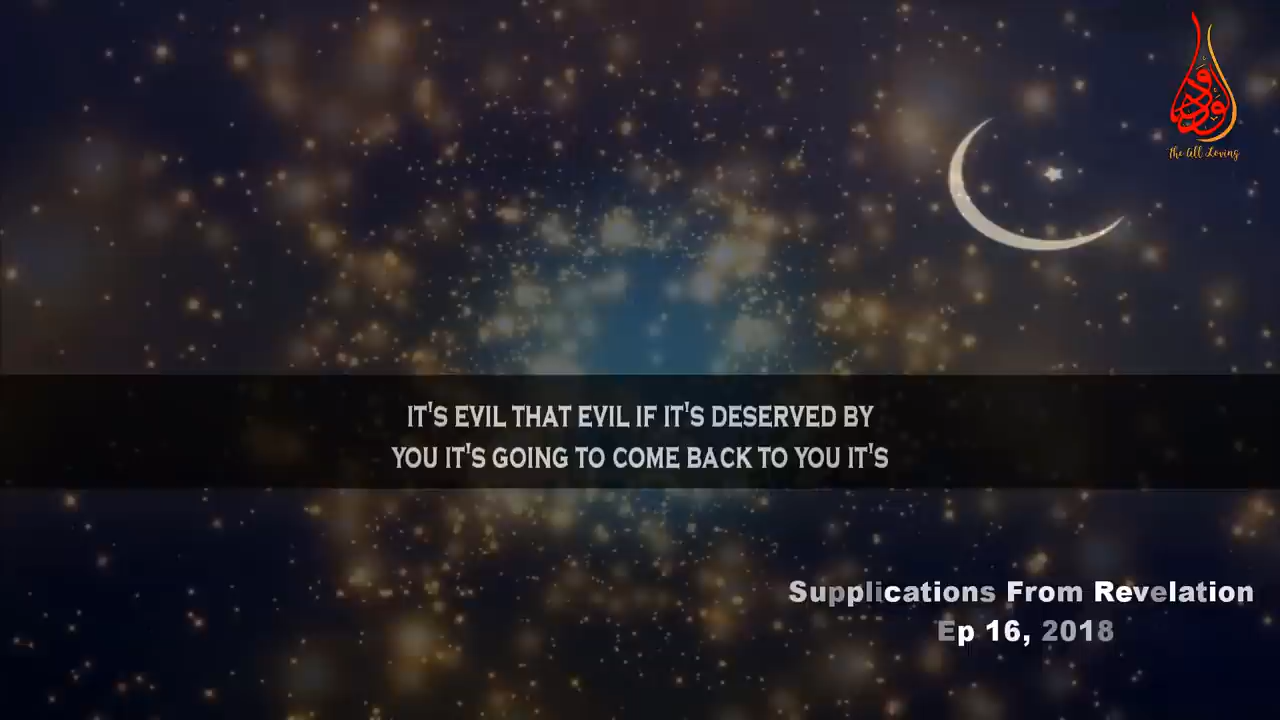 ودود
The All Loving
IT'S EVIL THAT EVIL IF IT'S DESERVED BY
YOU IT'S GOING TO COME BACK TO YOU IT'S
Supplications From Revelation
Ep 16, 2018